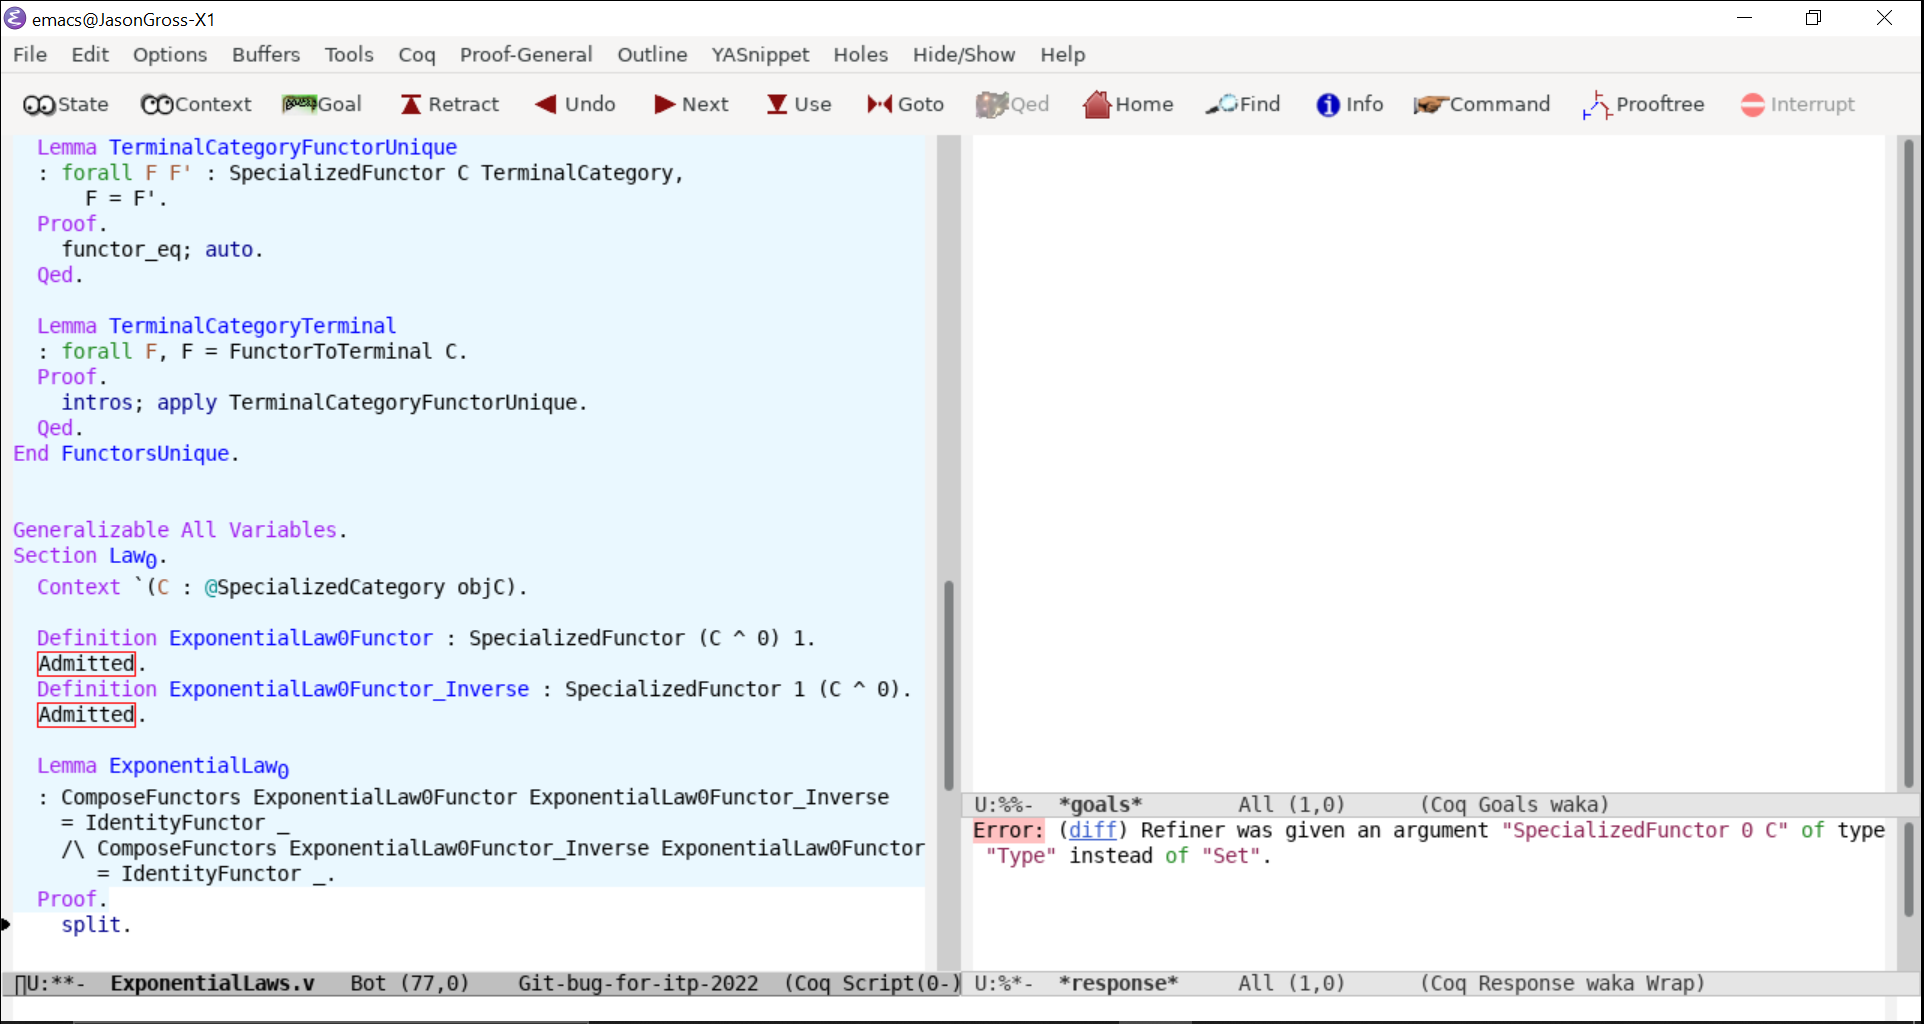 emacs@JasonGross-X1
File Edit Options Buffers Tools Coq Proof-General Outline YASnippet Holes Hide/Show Help
State Context Goal Retract Undo Next Use Goto Qed Home Find Info Command Prooftree Interrupt
Lemma TerminalCategoryFunctorUnique
: forall F F' : SpecializedFunctor C TerminalCategory,
F = F'.
Proof.
functor_eq; auto.
Qed.
Lemma TerminalCategoryTerminal
: forall F, F = FunctorToTerminal C.
Proof.
intros; apply TerminalCategoryFunctorUnique.
Qed.
End FunctorsUnique.
Generalizable All Variables.
Section Law₀.
Context `(C : @SpecializedCategory objC).
Definition ExponentialLaw0Functor : SpecializedFunctor (C ^ 0) 1.
Admitted.
Definition ExponentialLaw0Functor_Inverse : SpecializedFunctor 1 (C ^ 0).
Admitted.
Lemma ExponentialLaw₀
: ComposeFunctors ExponentialLaw0Functor ExponentialLaw0Functor_Inverse
= IdentityFunctor _
/\ ComposeFunctors ExponentialLaw0Functor_Inverse ExponentialLaw0Functor
= IdentityFunctor _.
Proof.
split.
U:**- ExponentialLaws.v Bot (77,0) Git-bug-for-itp-2022 (Coq Script(0-)
U:%%- *goals* All (1,0) (Coq Goals waka)
Error: (diff) Refiner was given an argument "SpecializedFunctor 0 C" of type
"Type" instead of "Set".
U:%*- *response* All (1,0) (Coq Response waka Wrap)